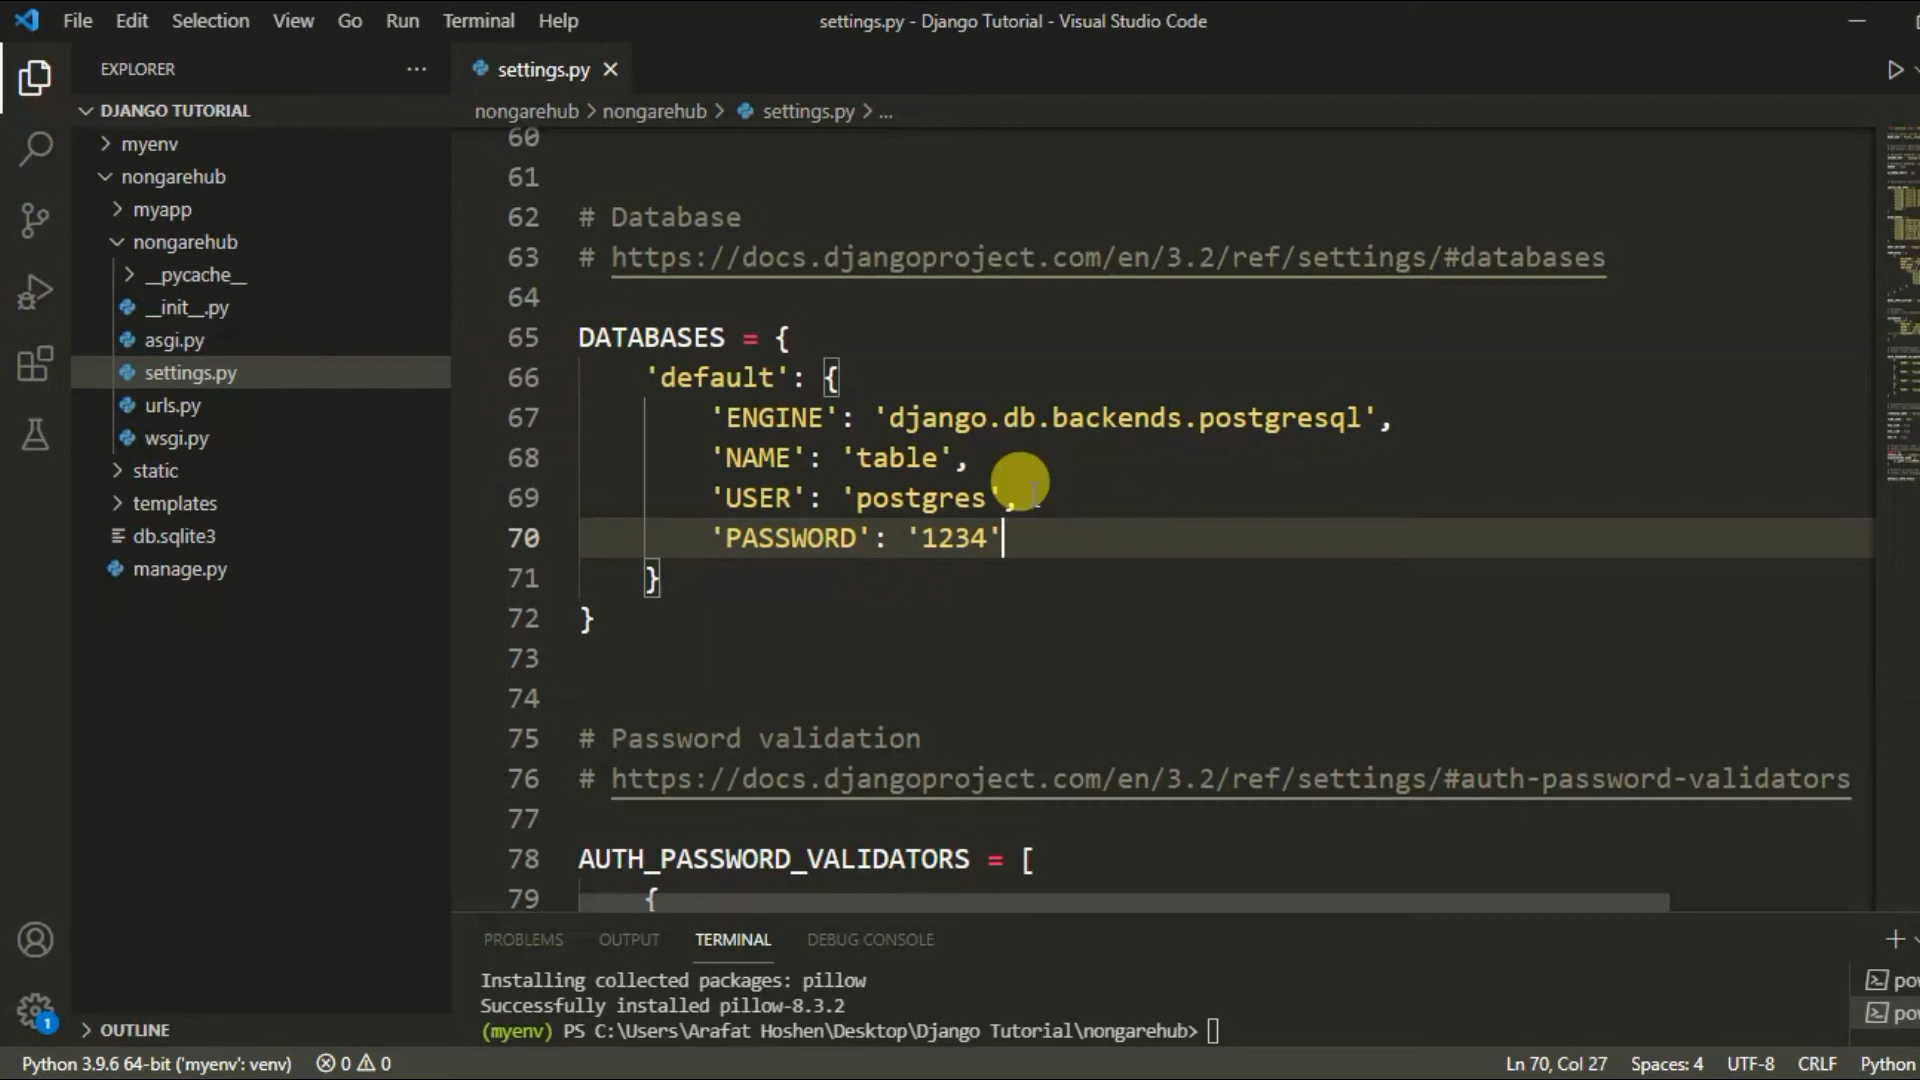 File Edit Selection View Go Run Terminal Help
settings.py - Django Tutorial - Visual Studio Code
EXPLORER
DJANGO TUTORIAL
myenv
nongarehub
myapp
nongarehub
__pycache__
__init__.py
asgi.py
settings.py
urls.py
wsgi.py
static
templates
db.sqlite3
manage.py
OUTLINE
settings.py
nongarehub > nongarehub > settings.py > ...
60
61
62 # Database
63 # https://docs.djangoproject.com/en/3.2/ref/settings/#databases
64
65 DATABASES = {
66 'default': {
67 'ENGINE': 'django.db.backends.postgresql',
68 'NAME': 'table',
69 'USER': 'postgres',
70 'PASSWORD': '1234'
71 }
72 }
73
74
75 # Password validation
76 # https://docs.djangoproject.com/en/3.2/ref/settings/#auth-password-validators
77
78 AUTH_PASSWORD_VALIDATORS = [
79 {
PROBLEMS OUTPUT TERMINAL DEBUG CONSOLE
Installing collected packages: pillow
Successfully installed pillow-8.3.2
(myenv) PS C:\Users\Arafat Hoshen\Desktop\Django Tutorial\nongarehub>
pow
pow
1
Python 3.9.6 64-bit ('myenv': venv) 0 0 Ln 70, Col 27 Spaces: 4 UTF-8 CRLF Python